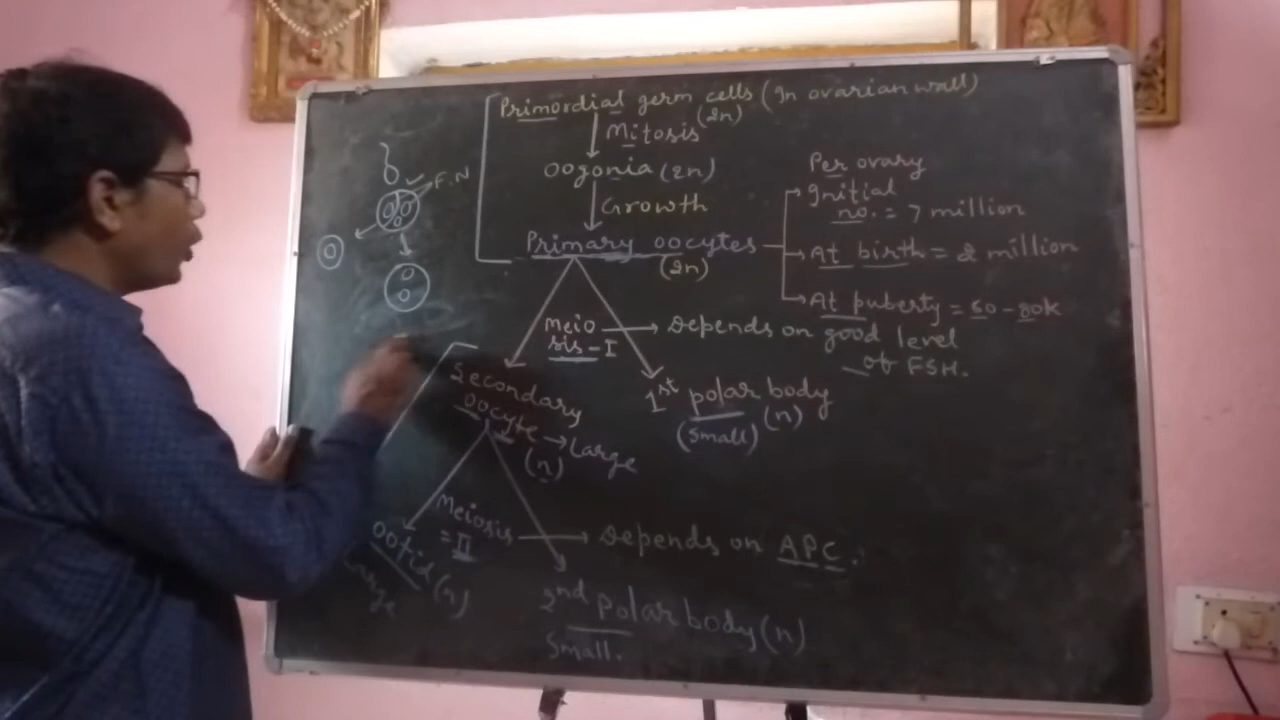 Primordial germ cells (In ovarian wall)
(2n)
Mitosis
Oogonia (2n)
Growth
Primary oocytes
(2n)
Per ovary
Initial
no. = 7 million
At birth = 2 million
At puberty = 60-80K
F.N
Meio
sis-I
Depends on good level
of FSH.
Secondary
oocyte → Large
(n)
1st polar body
(Small) (n)
Meiosis
=II
Depends on APC.
Ootid (n)
2nd polar body (n)
Small.